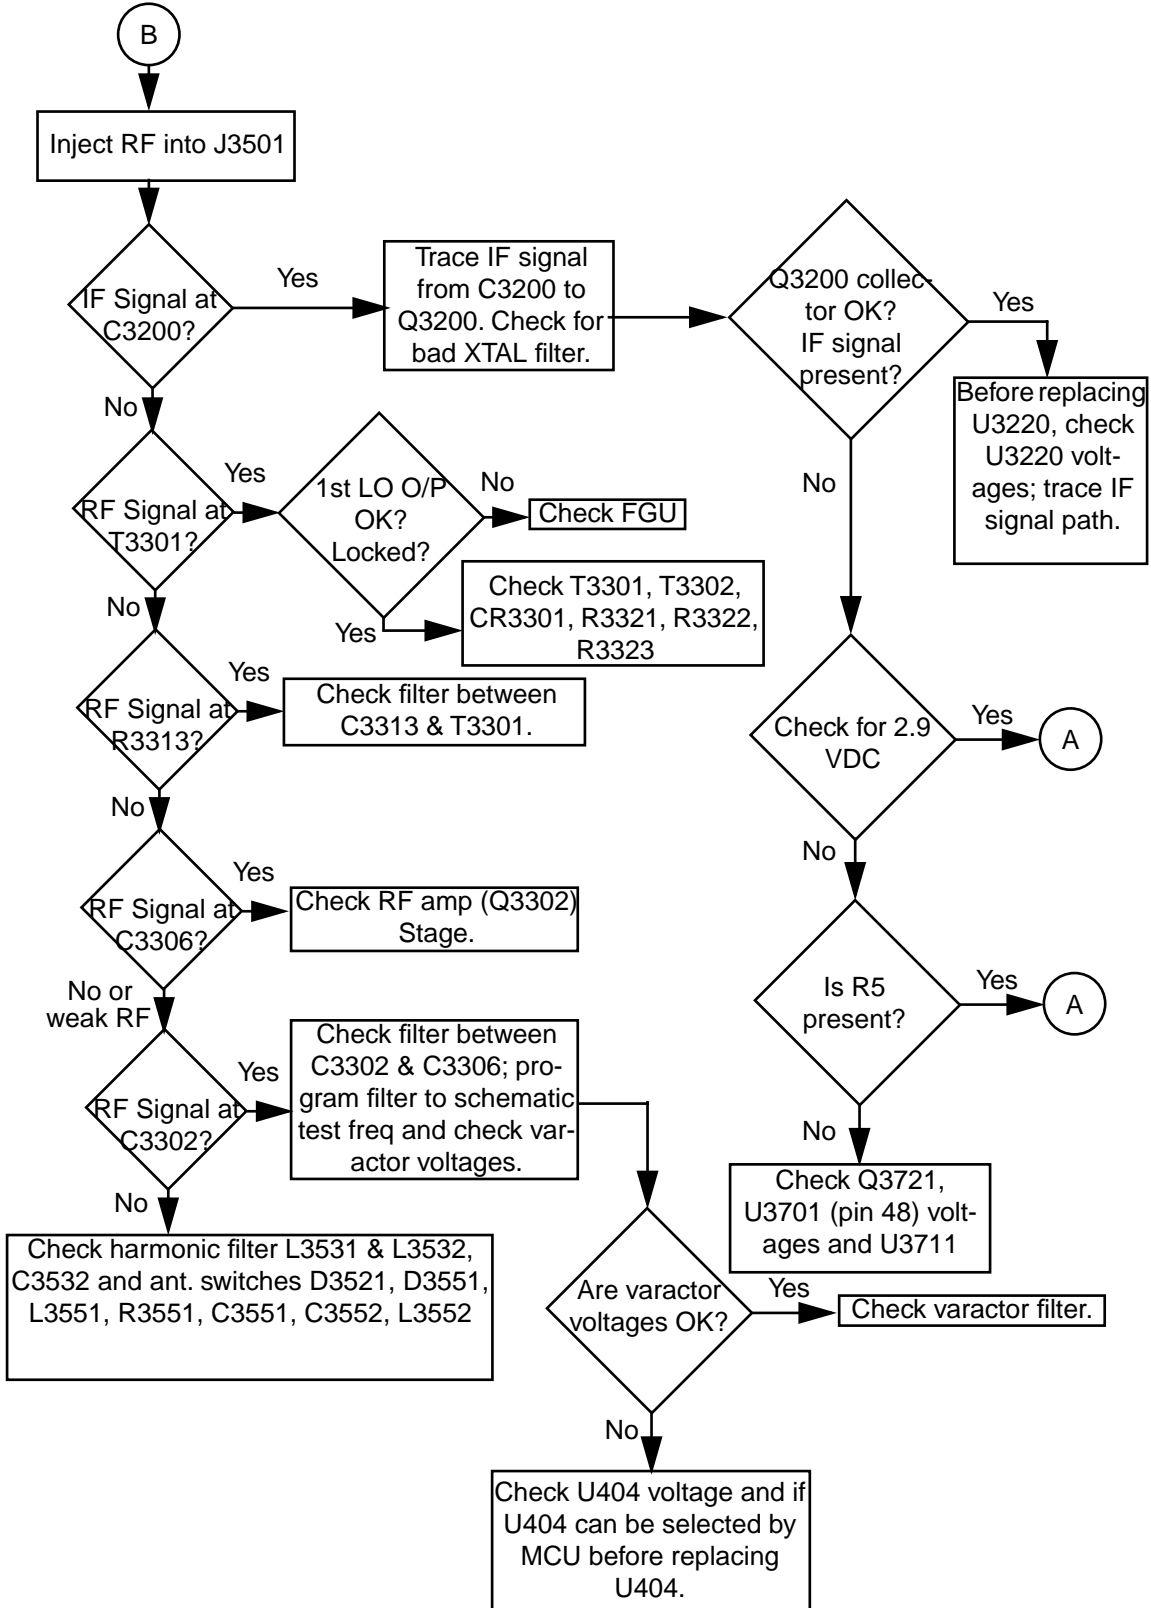 B
Inject RF into J3501
IF Signal at
C3200?
Yes
Trace IF signal
from C3200 to
Q3200. Check for
bad XTAL filter.
Q3200 collec-
tor OK?
IF signal
present?
Yes
Before replacing
U3220, check
U3220 volt-
ages; trace IF
signal path.
No
No
RF Signal at
T3301?
Yes
1st LO O/P
OK?
Locked?
No
Check FGU
Yes
Check T3301, T3302,
CR3301, R3321, R3322,
R3323
No
RF Signal at
R3313?
Yes
Check filter between
C3313 & T3301.
Check for 2.9
VDC
Yes
A
No
No
RF Signal at
C3306?
Yes
Check RF amp (Q3302)
Stage.
Is R5
present?
Yes
A
No or
weak RF
RF Signal at
C3302?
Yes
Check filter between
C3302 & C3306; pro-
gram filter to schematic
test freq and check var-
actor voltages.
No
Check Q3721,
U3701 (pin 48) volt-
ages and U3711
No
Check harmonic filter L3531 & L3532,
C3532 and ant. switches D3521, D3551,
L3551, R3551, C3551, C3552, L3552
Are varactor
voltages OK?
Yes
Check varactor filter.
No
Check U404 voltage and if
U404 can be selected by
MCU before replacing
U404.